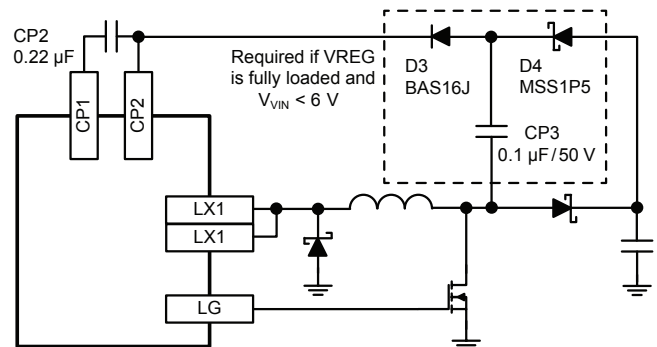 CP2
0.22 µF
Required if VREG
is fully loaded and
VVIN < 6 V
D3
BAS16J
D4
MSS1P5
CP3
0.1 µF/50 V
CP1
CP2
LX1
LX1
LG